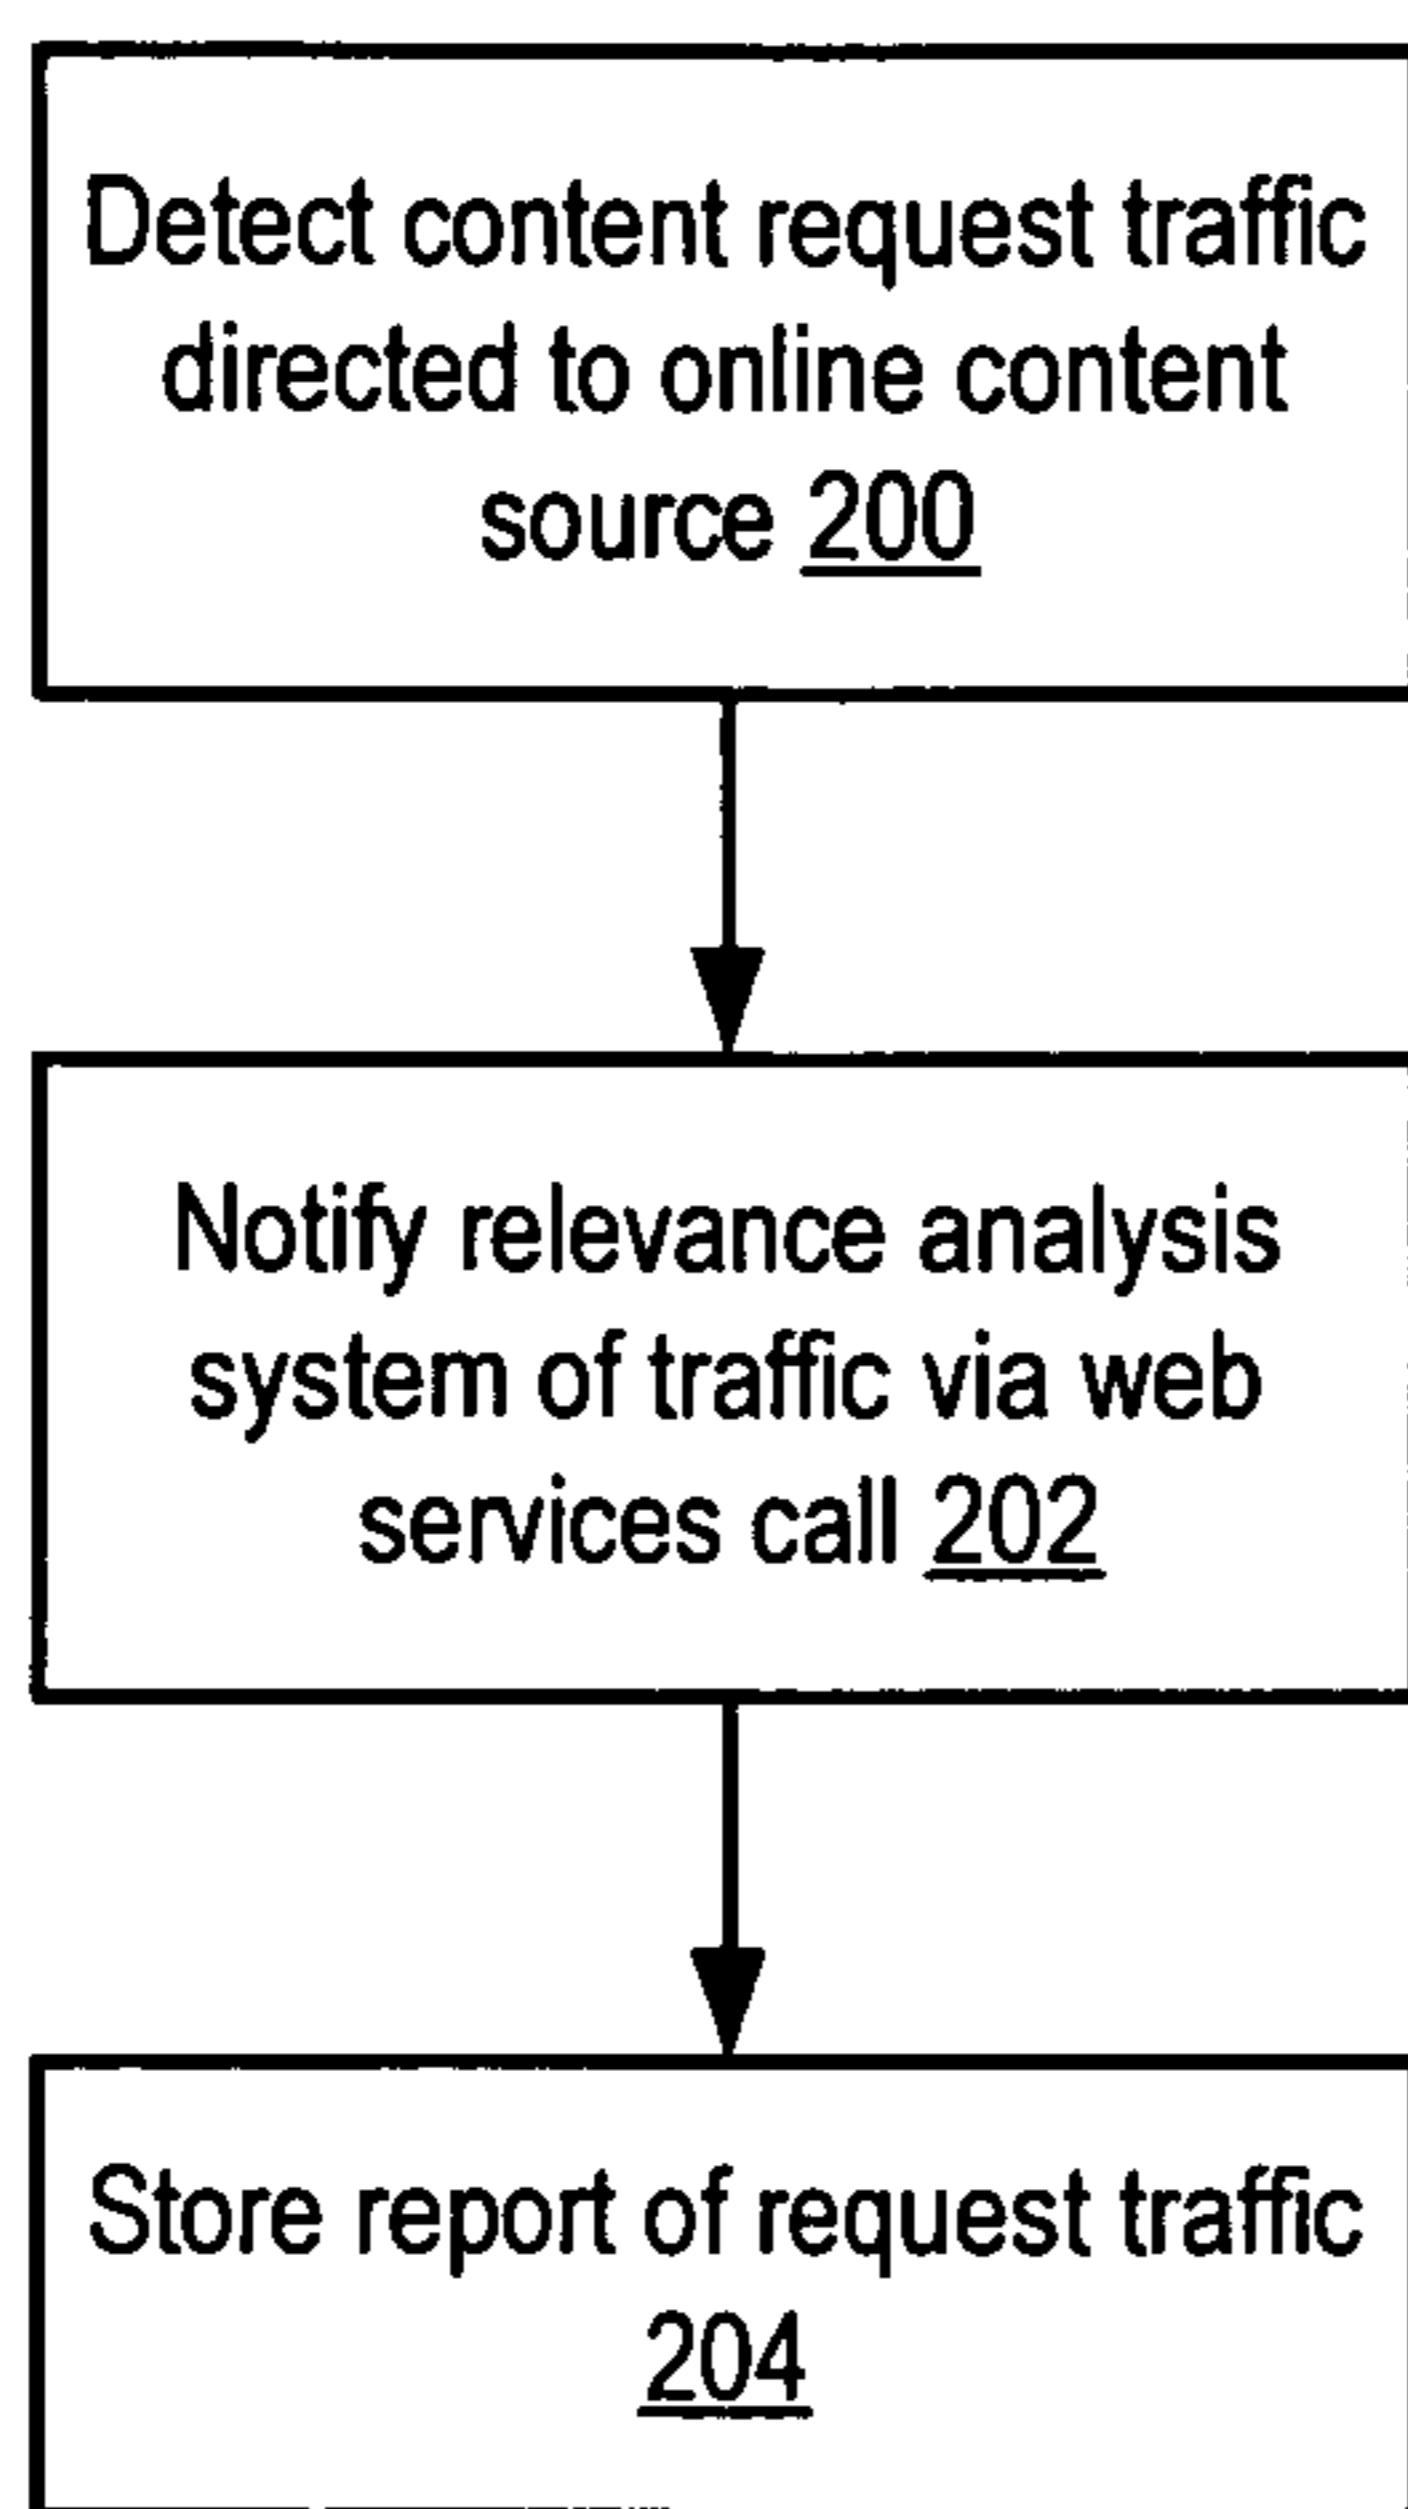 Detect content request traffic
directed to online content
source 200
Notify relevance analysis
system of traffic via web
services call 202
Store report of request traffic
204